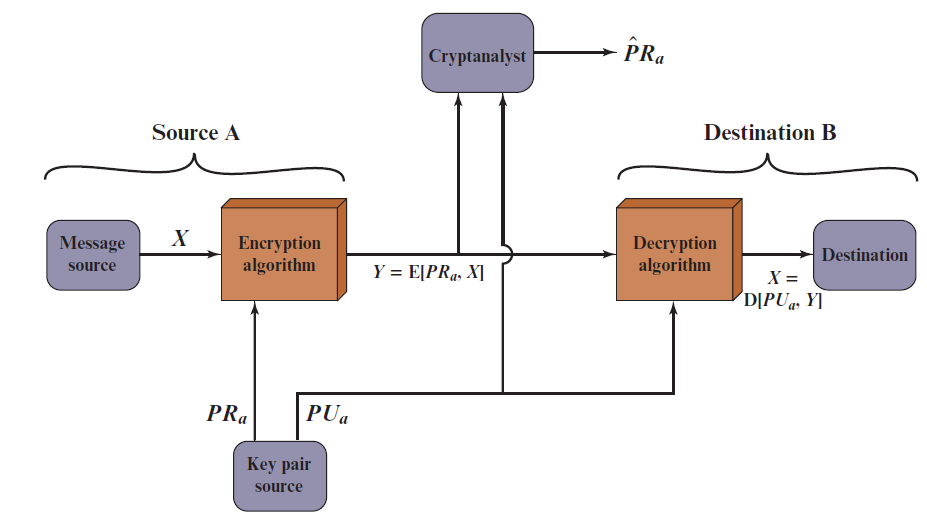 Cryptanalyst
P̂Rₐ
Source A
Destination B
Message
source
X
Encryption
algorithm
Y = E[PRₐ, X]
Decryption
algorithm
X =
D[PUₐ, Y]
Destination
PRₐ
PUₐ
Key pair
source